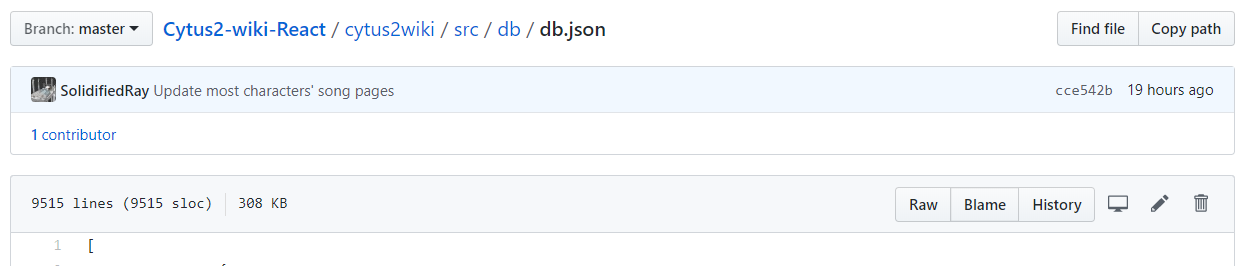 Branch: master Cytus2-wiki-React / cytus2wiki / src / db / db.json Find file Copy path
SolidifiedRay Update most characters' song pages cce542b 19 hours ago
1 contributor
9515 lines (9515 sloc) 308 KB Raw Blame History
1 [